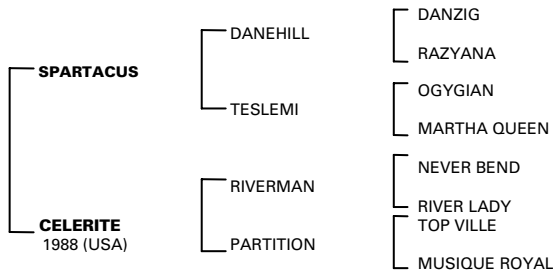 DANZIG
DANEHILL
RAZYANA
SPARTACUS
OGYGIAN
TESLEMI
MARTHA QUEEN
NEVER BEND
RIVERMAN
RIVER LADY
CELERITE
1988 (USA)
TOP VILLE
PARTITION
MUSIQUE ROYAL